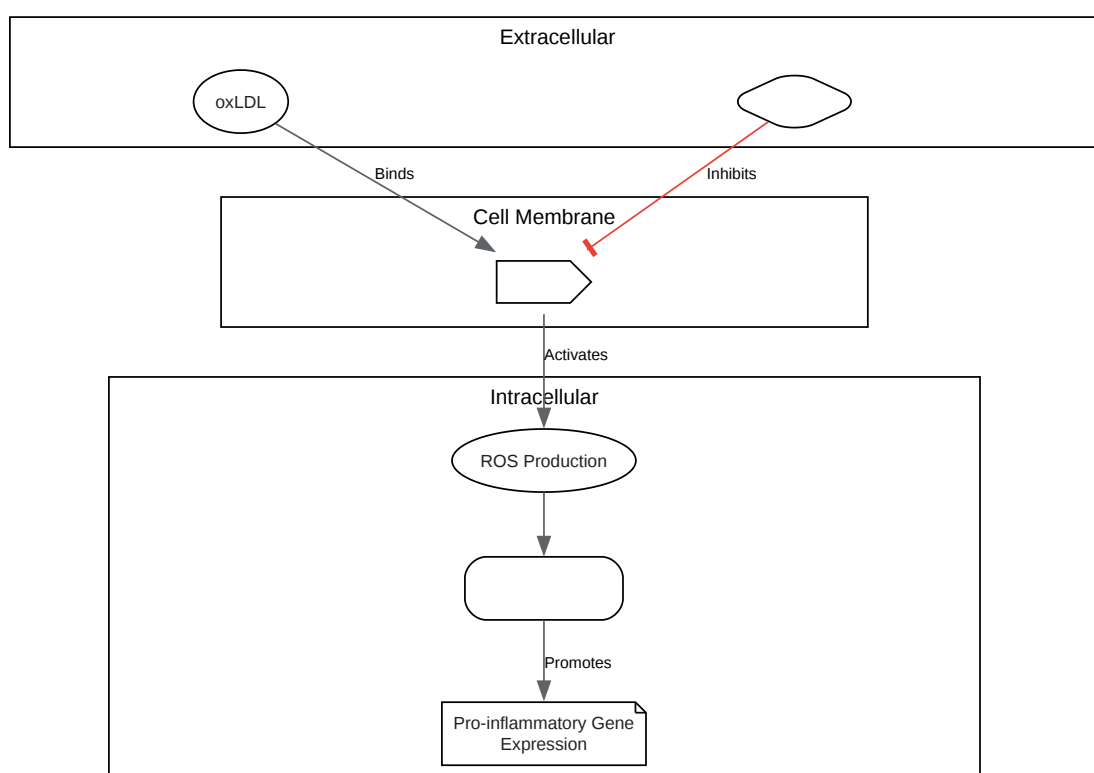 Extracellular
oxLDL
Binds
Inhibits
Cell Membrane
Activates
Intracellular
ROS Production
Promotes
Pro-inflammatory Gene
Expression